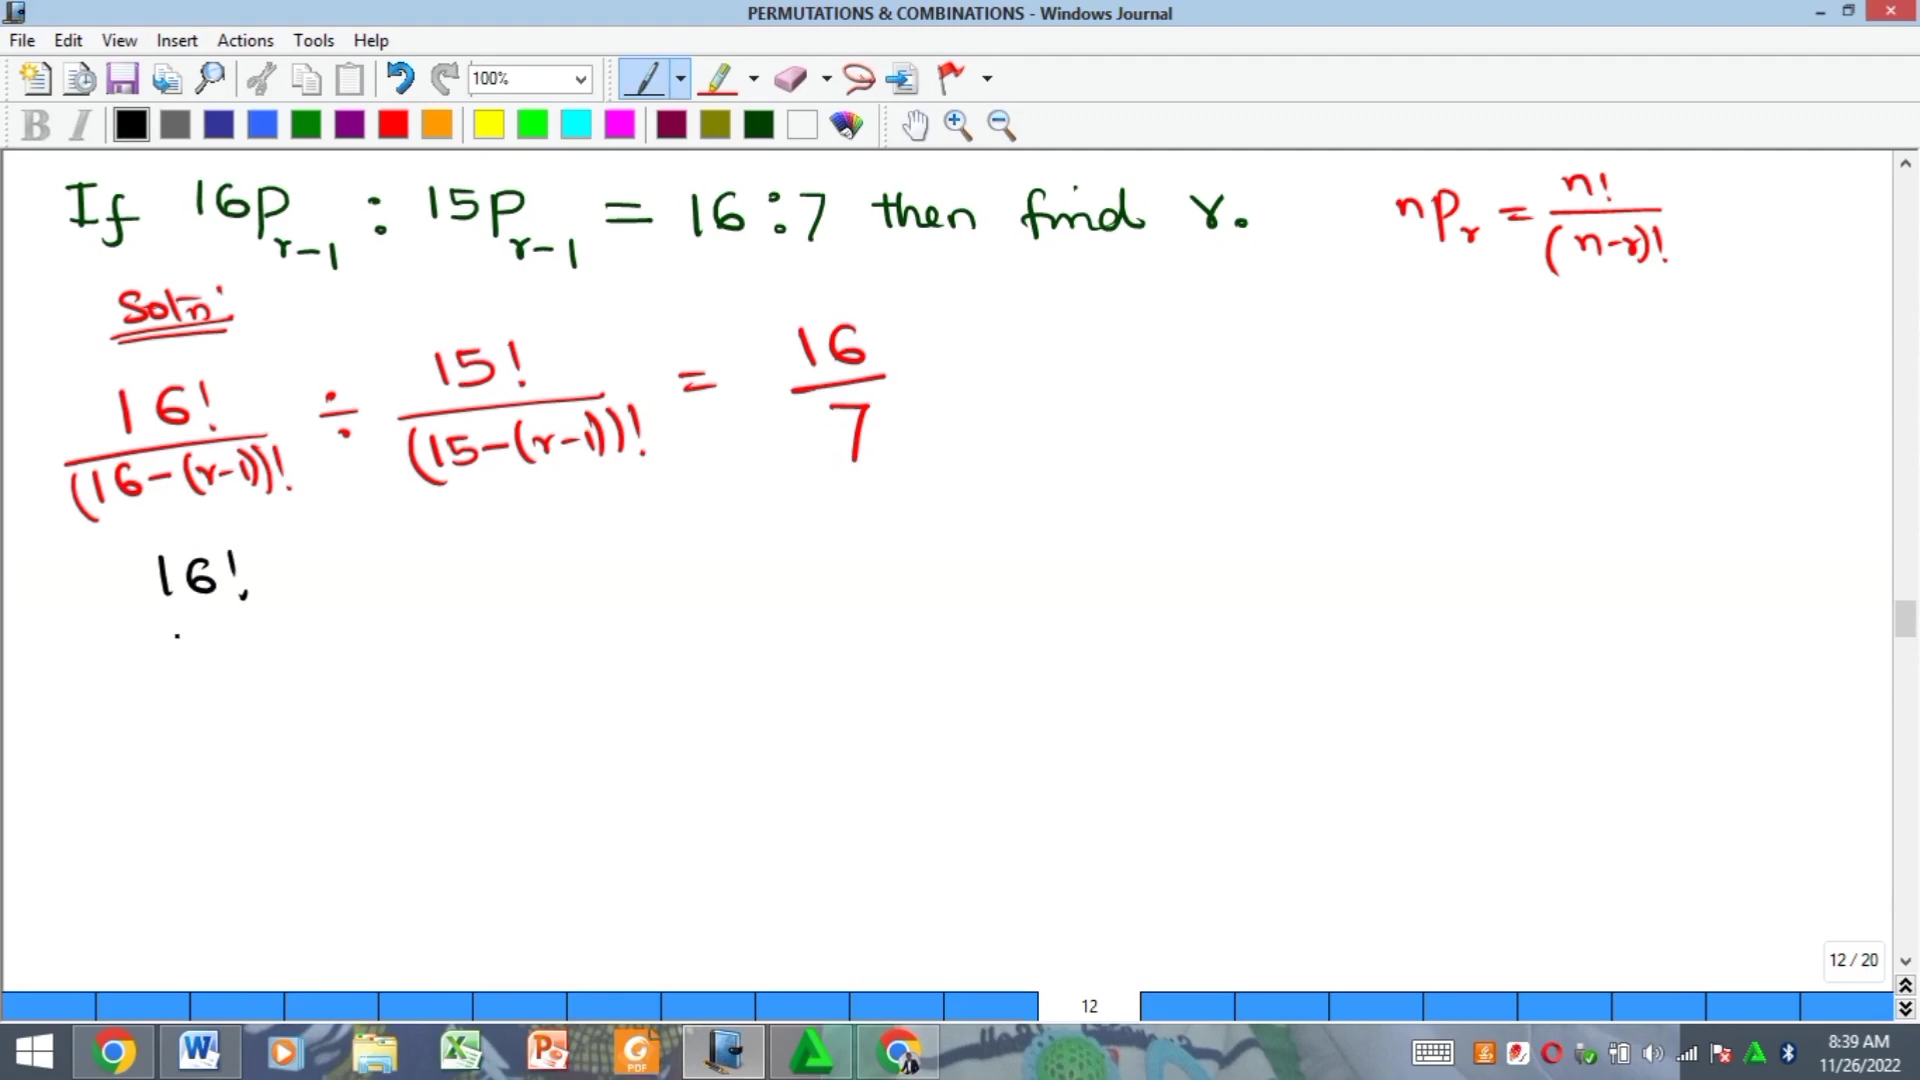 PERMUTATIONS & COMBINATIONS - Windows Journal
File Edit View Insert Actions Tools Help
100%
B I
If 16P_{r-1} : 15P_{r-1} = 16:7 then find r.
nP_r = n!/(n-r)!
Soln:
16!/(16-(r-1))! ÷ 15!/(15-(r-1))! = 16/7
16!
12 / 20
12
8:39 AM
11/26/2022